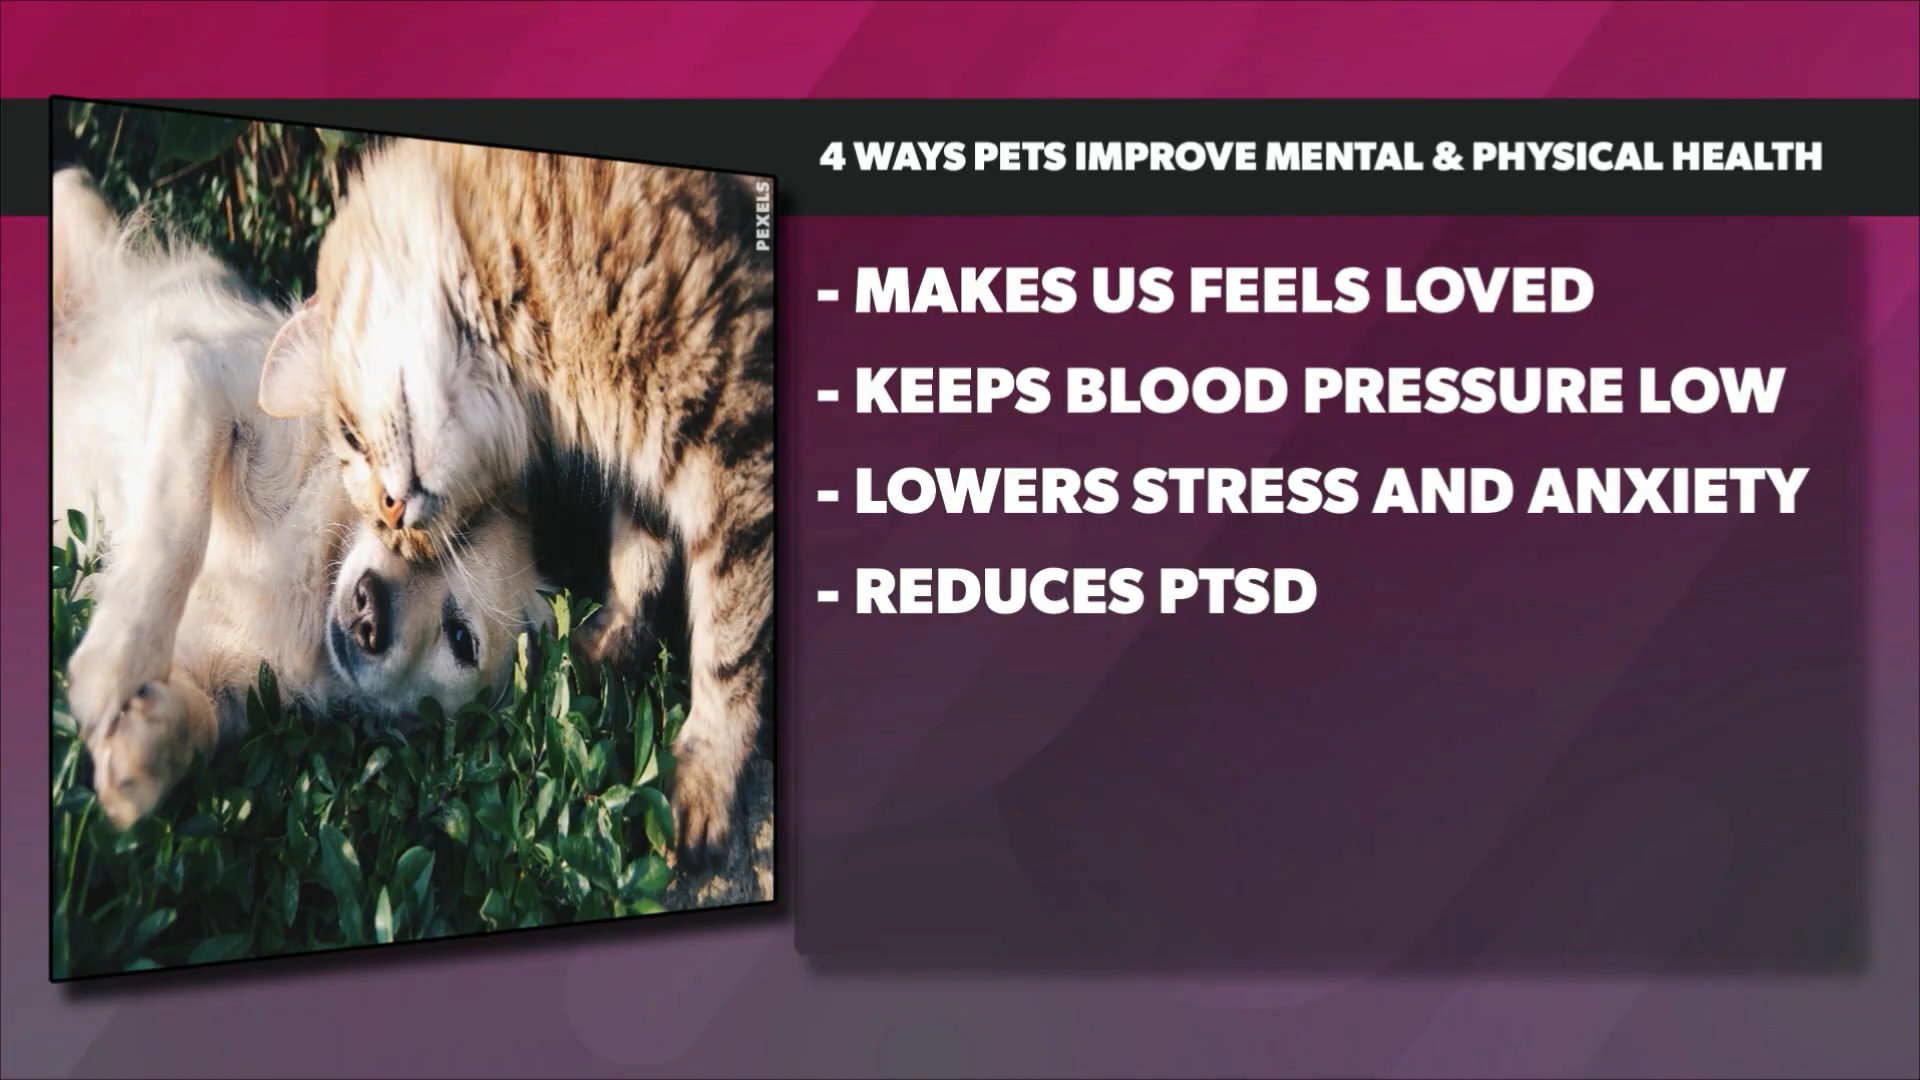 4 WAYS PETS IMPROVE MENTAL & PHYSICAL HEALTH
PEXELS
- MAKES US FEELS LOVED
- KEEPS BLOOD PRESSURE LOW
- LOWERS STRESS AND ANXIETY
- REDUCES PTSD